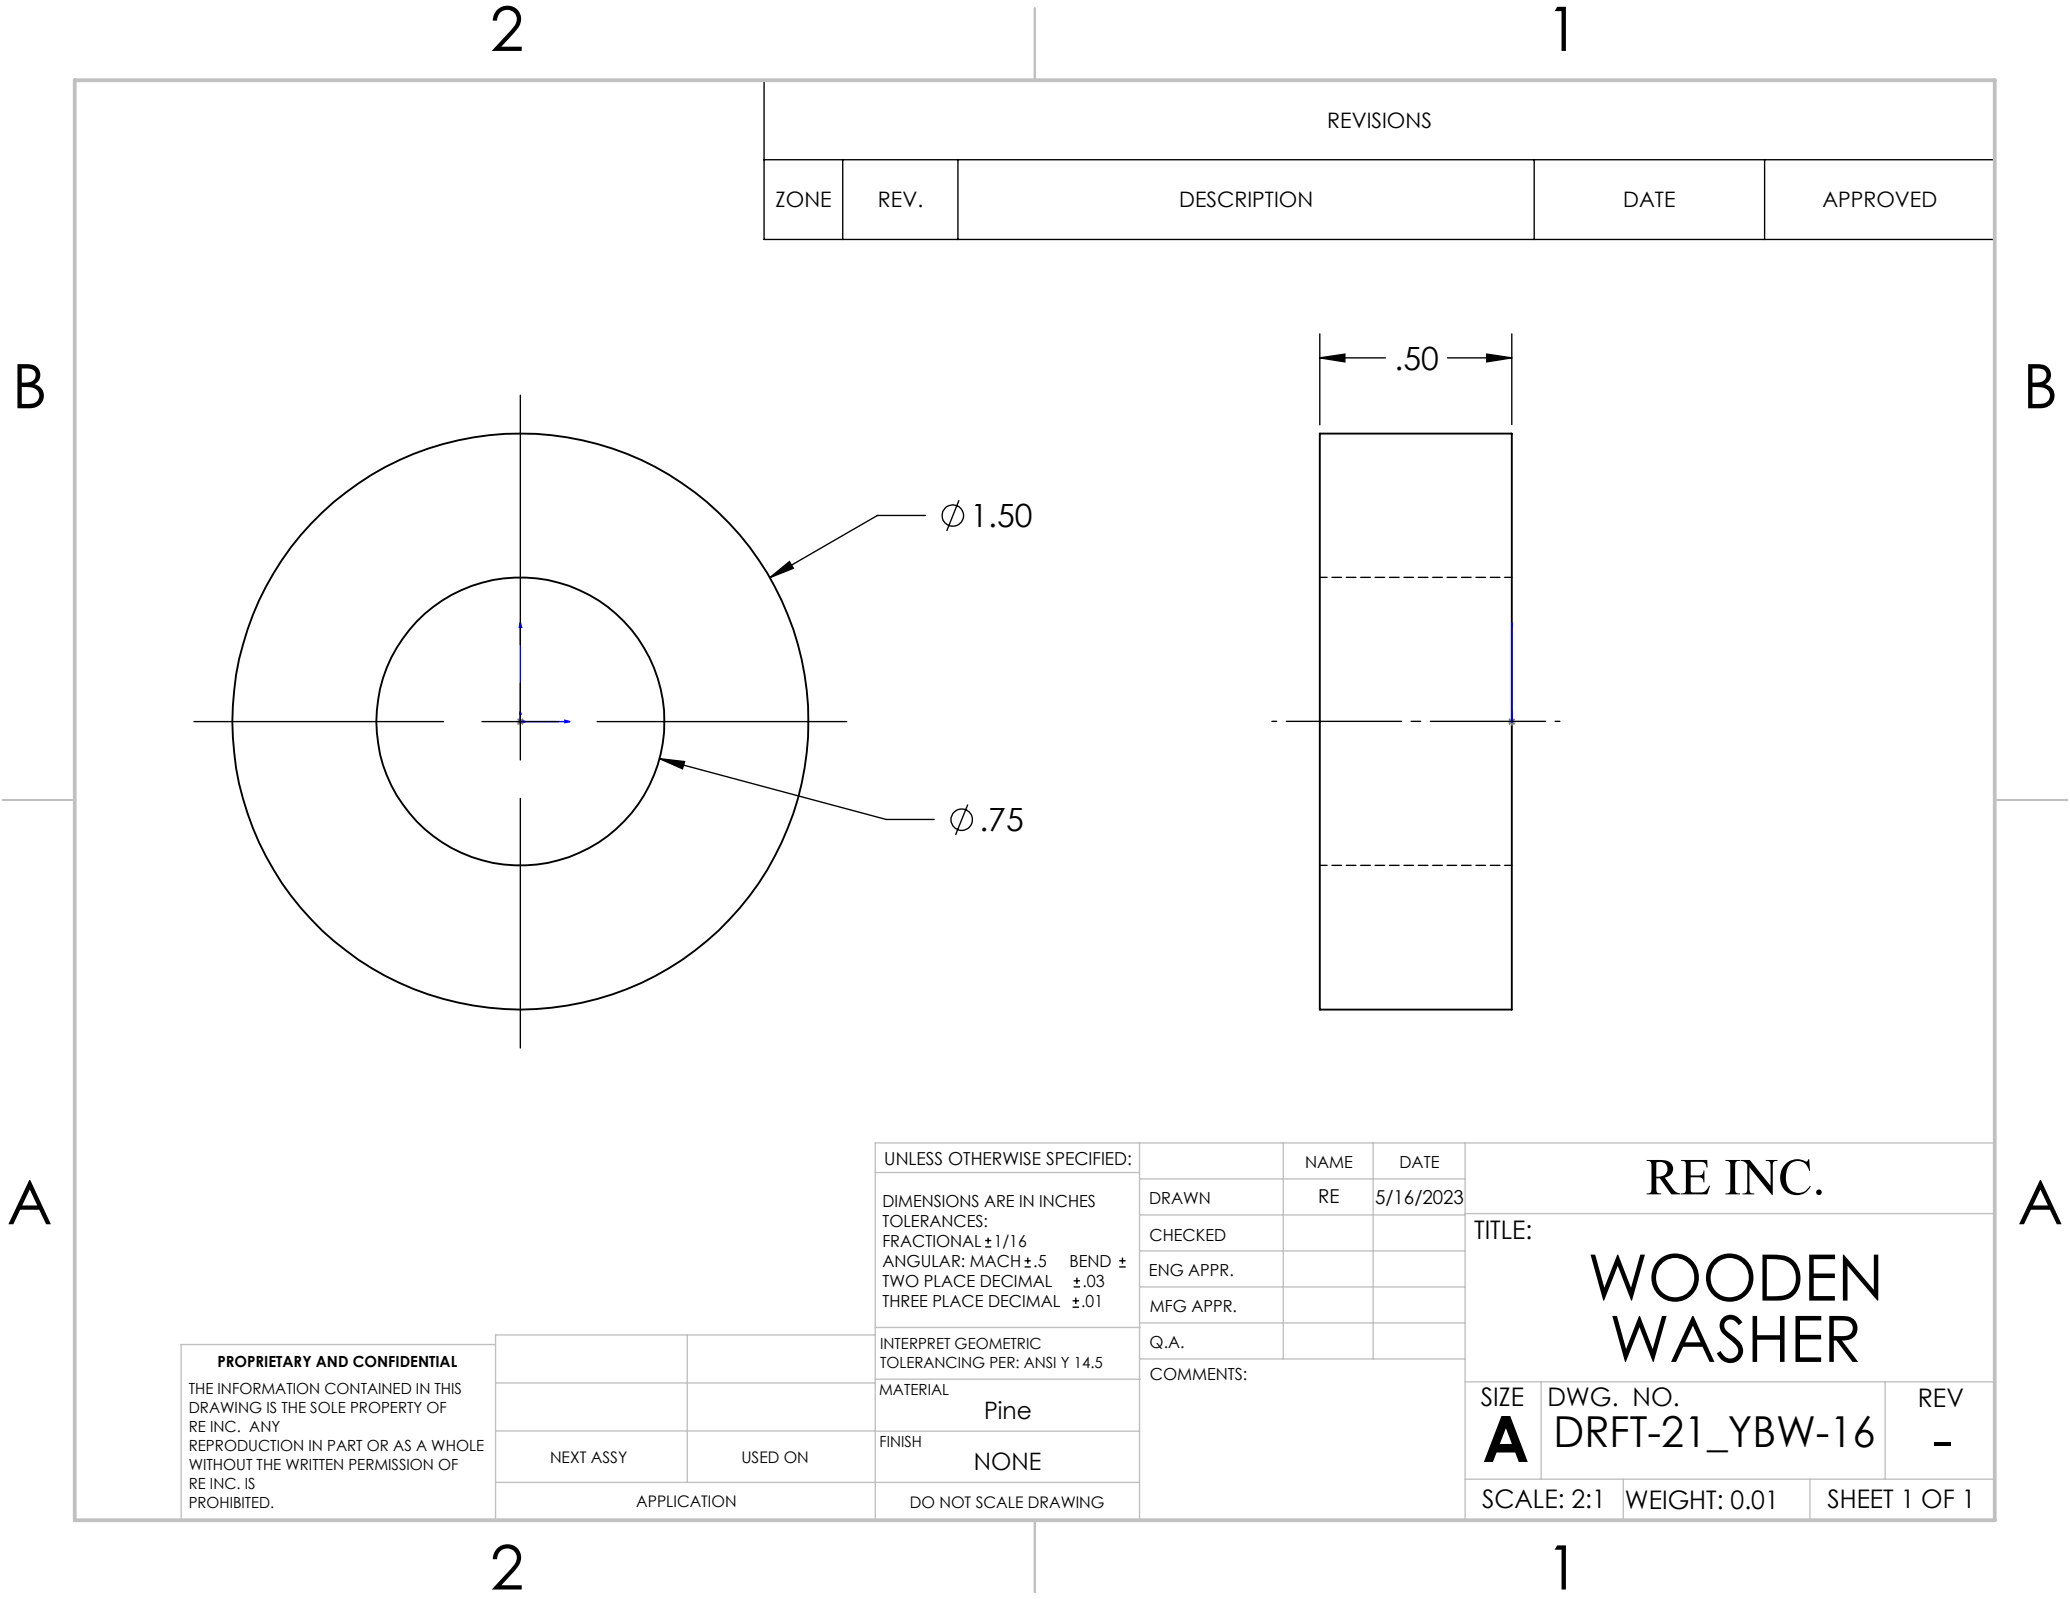 2
1
REVISIONS
ZONE
REV.
DESCRIPTION
DATE
APPROVED
B
B
.50
∅1.50
∅.75
A
A
UNLESS OTHERWISE SPECIFIED:
DIMENSIONS ARE IN INCHES
TOLERANCES:
FRACTIONAL±1/16
ANGULAR: MACH±.5 BEND ±
TWO PLACE DECIMAL ±.03
THREE PLACE DECIMAL ±.01
INTERPRET GEOMETRIC
TOLERANCING PER: ANSI Y 14.5
MATERIAL
Pine
FINISH
NONE
DO NOT SCALE DRAWING
NAME
DATE
DRAWN
RE
5/16/2023
CHECKED
ENG APPR.
MFG APPR.
Q.A.
COMMENTS:
RE INC.
TITLE:
WOODEN
WASHER
SIZE
A
DWG. NO.
DRFT-21_YBW-16
REV
-
SCALE: 2:1
WEIGHT: 0.01
SHEET 1 OF 1
PROPRIETARY AND CONFIDENTIAL
THE INFORMATION CONTAINED IN THIS
DRAWING IS THE SOLE PROPERTY OF
RE INC. ANY
REPRODUCTION IN PART OR AS A WHOLE
WITHOUT THE WRITTEN PERMISSION OF
RE INC. IS
PROHIBITED.
NEXT ASSY
USED ON
APPLICATION
2
1